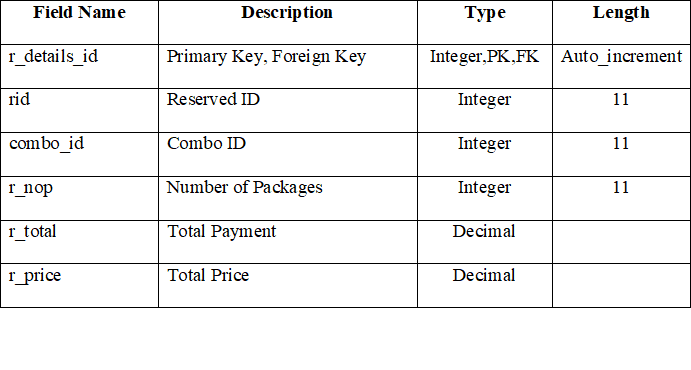 Field Name Description Type Length
r_details_id Primary Key, Foreign Key Integer,PK,FK Auto_increment
rid Reserved ID Integer 11
combo_id Combo ID Integer 11
r_nop Number of Packages Integer 11
r_total Total Payment Decimal
r_price Total Price Decimal